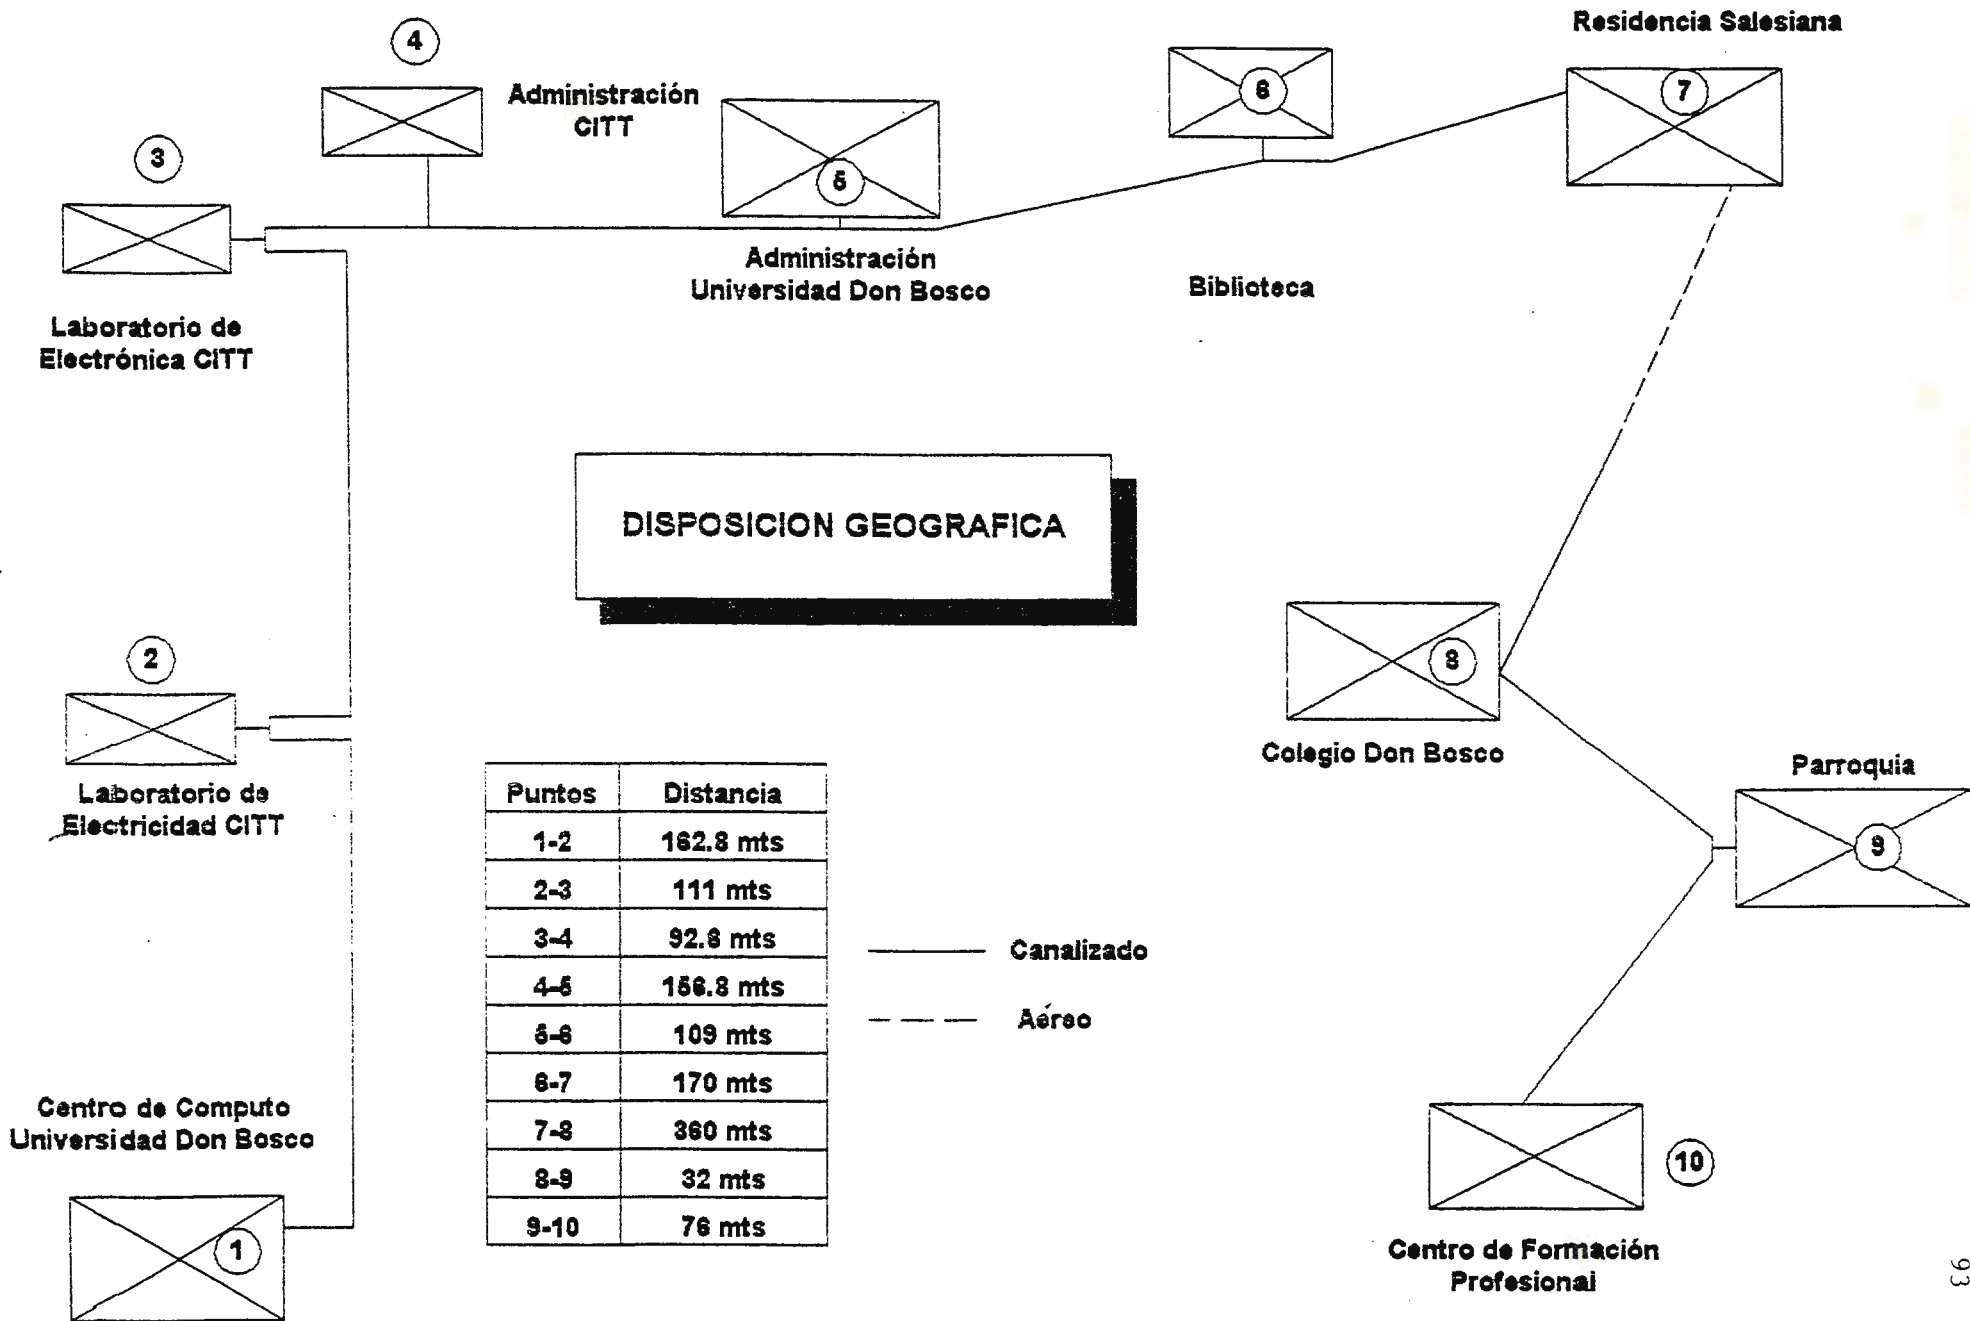 Residencia Salesiana
4
Administración
CITT
6
7
3
5
Administración
Universidad Don Bosco
Biblioteca
Laboratorio de
Electrónica CITT
DISPOSICION GEOGRAFICA
2
8
Laboratorio de
Electricidad CITT
Colegio Don Bosco
Parroquia
9
Puntos Distancia
1-2 162.8 mts
2-3 111 mts
3-4 92.8 mts
4-5 156.8 mts
5-6 109 mts
6-7 170 mts
7-8 360 mts
8-9 32 mts
9-10 76 mts
Canalizado
Aéreo
Centro de Computo
Universidad Don Bosco
1
10
Centro de Formación
Profesional
93